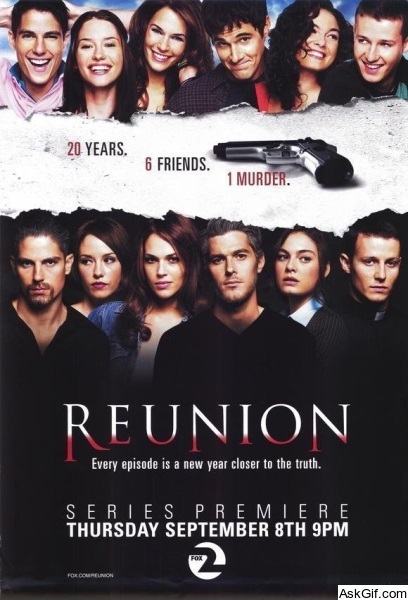 20 YEARS.
6 FRIENDS.
1 MURDER.
REUNION
Every episode is a new year closer to the truth.
SERIES PREMIERE
THURSDAY SEPTEMBER 8TH 9PM
FOX
2
FOX.COM/REUNION
AskGif.com